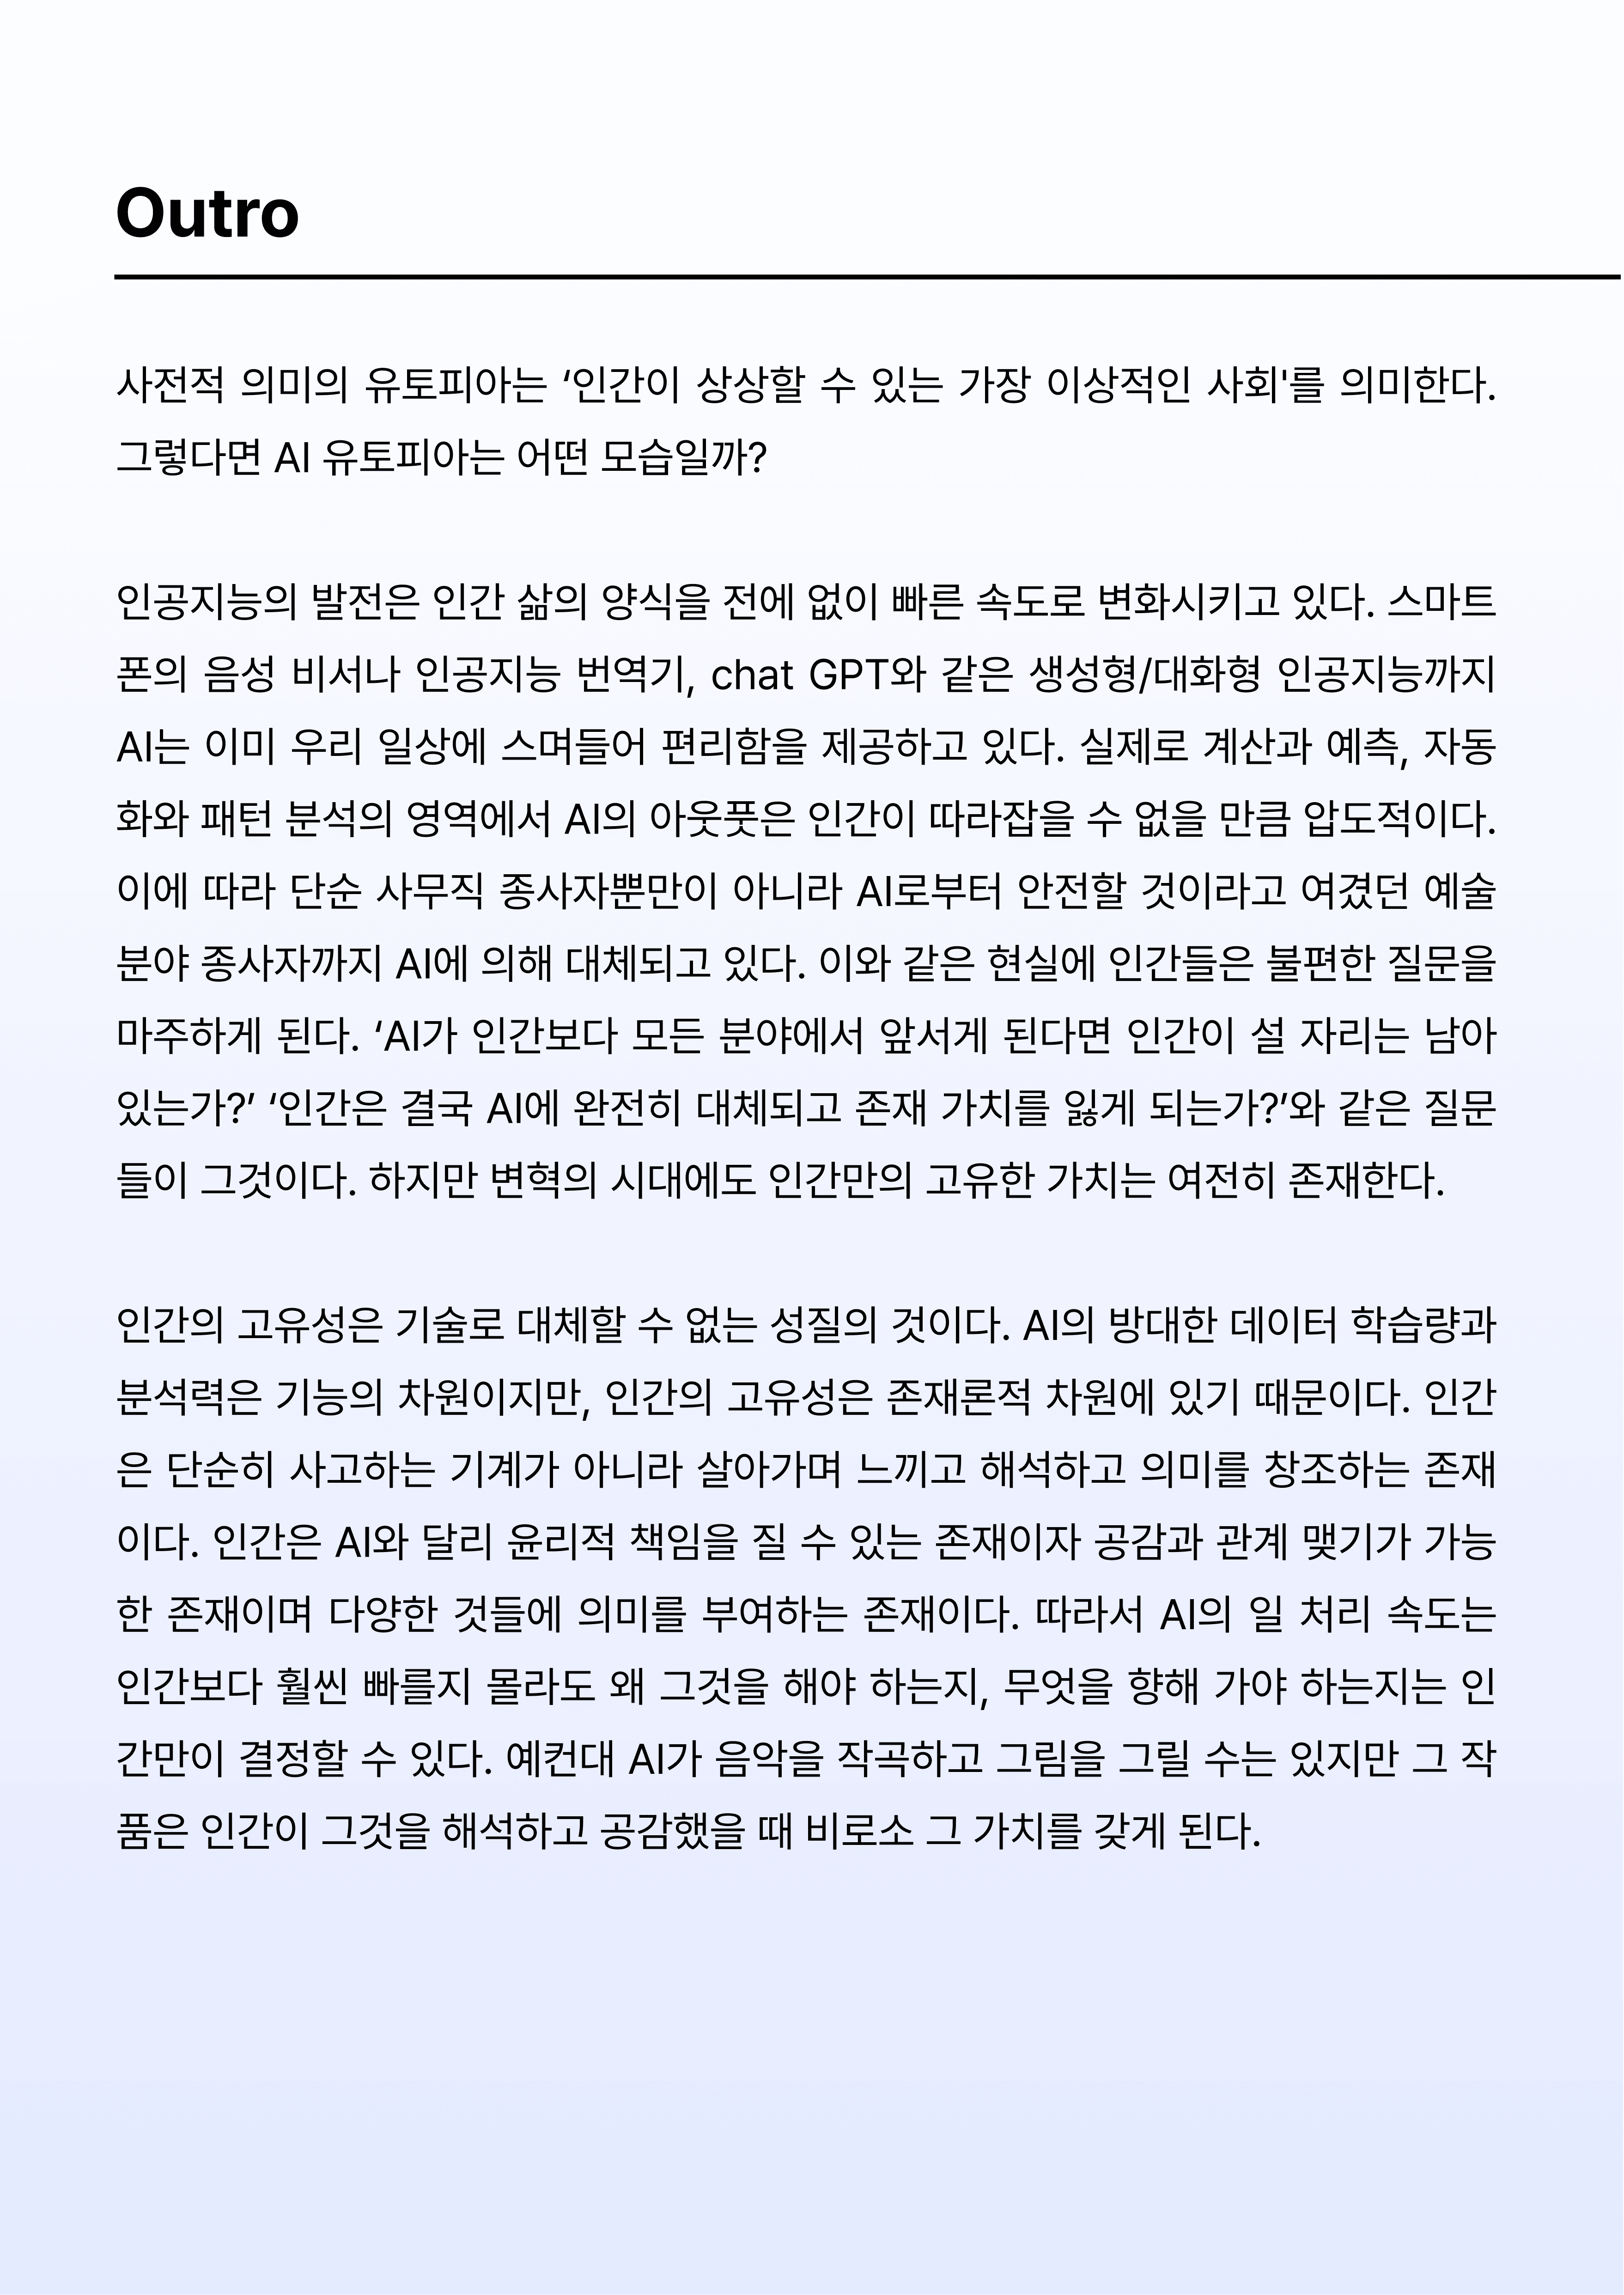 Outro
사전적 의미의 유토피아는 ‘인간이 상상할 수 있는 가장 이상적인 사회'를 의미한다.
그렇다면 AI 유토피아는 어떤 모습일까?
인공지능의 발전은 인간 삶의 양식을 전에 없이 빠른 속도로 변화시키고 있다. 스마트
폰의 음성 비서나 인공지능 번역기, chat GPT와 같은 생성형/대화형 인공지능까지
AI는 이미 우리 일상에 스며들어 편리함을 제공하고 있다. 실제로 계산과 예측, 자동
화와 패턴 분석의 영역에서 AI의 아웃풋은 인간이 따라잡을 수 없을 만큼 압도적이다.
이에 따라 단순 사무직 종사자뿐만이 아니라 AI로부터 안전할 것이라고 여겼던 예술
분야 종사자까지 AI에 의해 대체되고 있다. 이와 같은 현실에 인간들은 불편한 질문을
마주하게 된다. ‘AI가 인간보다 모든 분야에서 앞서게 된다면 인간이 설 자리는 남아
있는가?’ ‘인간은 결국 AI에 완전히 대체되고 존재 가치를 잃게 되는가?’와 같은 질문
들이 그것이다. 하지만 변혁의 시대에도 인간만의 고유한 가치는 여전히 존재한다.
인간의 고유성은 기술로 대체할 수 없는 성질의 것이다. AI의 방대한 데이터 학습량과
분석력은 기능의 차원이지만, 인간의 고유성은 존재론적 차원에 있기 때문이다. 인간
은 단순히 사고하는 기계가 아니라 살아가며 느끼고 해석하고 의미를 창조하는 존재
이다. 인간은 AI와 달리 윤리적 책임을 질 수 있는 존재이자 공감과 관계 맺기가 가능
한 존재이며 다양한 것들에 의미를 부여하는 존재이다. 따라서 AI의 일 처리 속도는
인간보다 훨씬 빠를지 몰라도 왜 그것을 해야 하는지, 무엇을 향해 가야 하는지는 인
간만이 결정할 수 있다. 예컨대 AI가 음악을 작곡하고 그림을 그릴 수는 있지만 그 작
품은 인간이 그것을 해석하고 공감했을 때 비로소 그 가치를 갖게 된다.